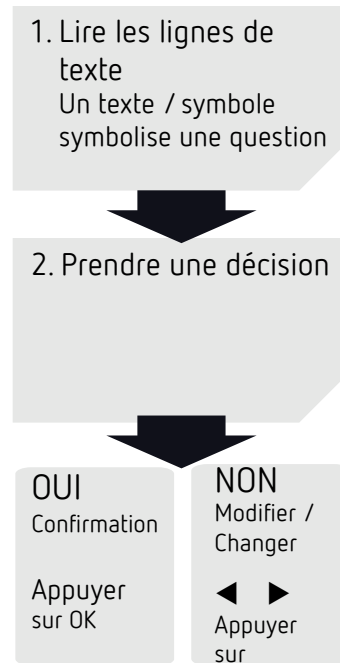 1. Lire les lignes de
texte
Un texte / symbole
symbolise une question
2. Prendre une décision
OUI
Confirmation
Appuyer
sur OK
NON
Modifier /
Changer
◀ ▶
Appuyer
sur